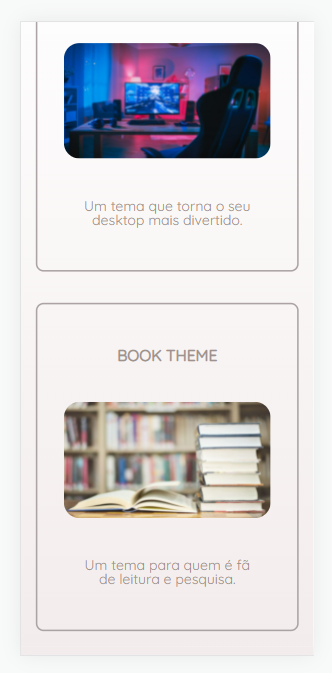 Um tema que torna o seu
desktop mais divertido.
BOOK THEME
Um tema para quem é fã
de leitura e pesquisa.